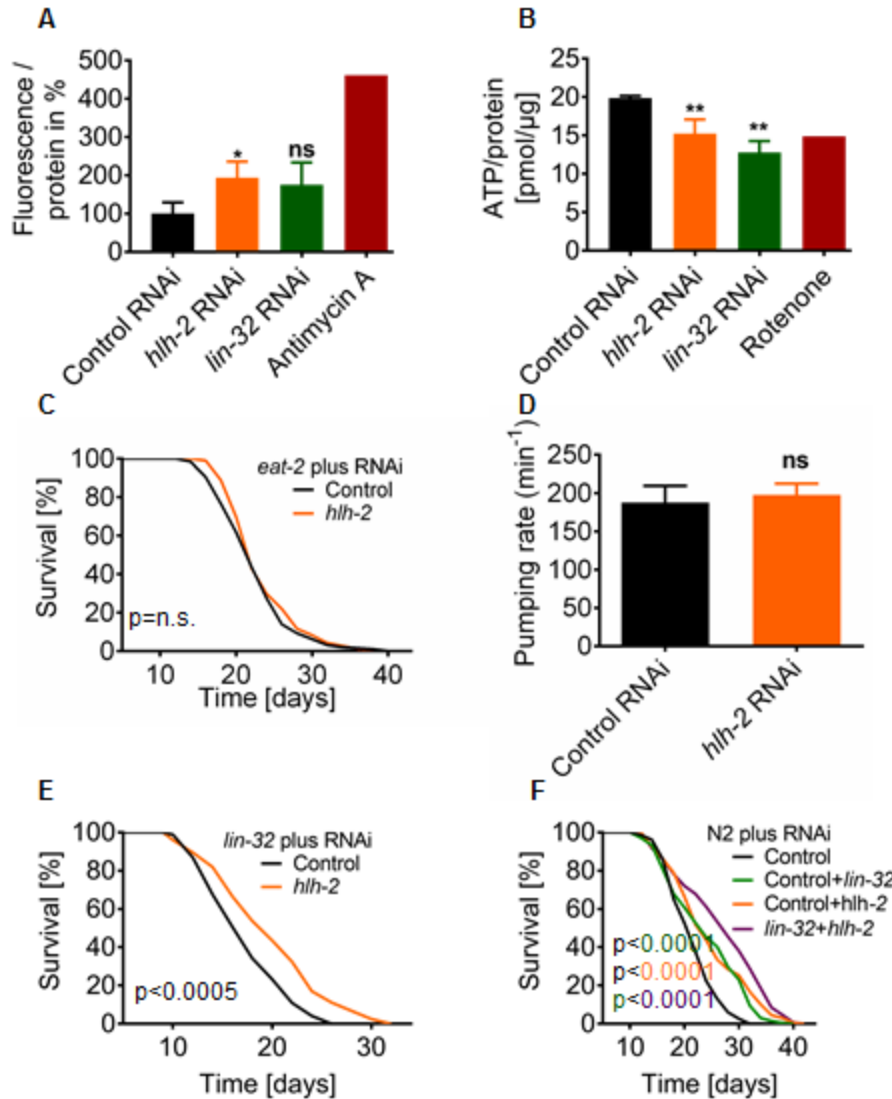 A
Fluorescence /
protein in %
500
400
300
200
100
0
*
ns
Control RNAi
hlh-2 RNAi
lin-32 RNAi
Antimycin A
B
ATP/protein
[pmol/µg]
25
20
15
10
5
0
**
**
Control RNAi
hlh-2 RNAi
lin-32 RNAi
Rotenone
C
Survival [%]
100
80
60
40
20
0
eat-2 plus RNAi
Control
hlh-2
p=n.s.
10
20
30
40
Time [days]
D
Pumping rate (min⁻¹)
250
200
150
100
50
0
ns
Control RNAi
hlh-2 RNAi
E
Survival [%]
100
80
60
40
20
0
lin-32 plus RNAi
Control
hlh-2
p<0.0005
10
20
30
Time [days]
F
Survival [%]
100
80
60
40
20
0
N2 plus RNAi
Control
Control+lin-32
Control+hlh-2
lin-32+hlh-2
p<0.0001
p<0.0001
p<0.0001
10
20
30
40
Time [days]